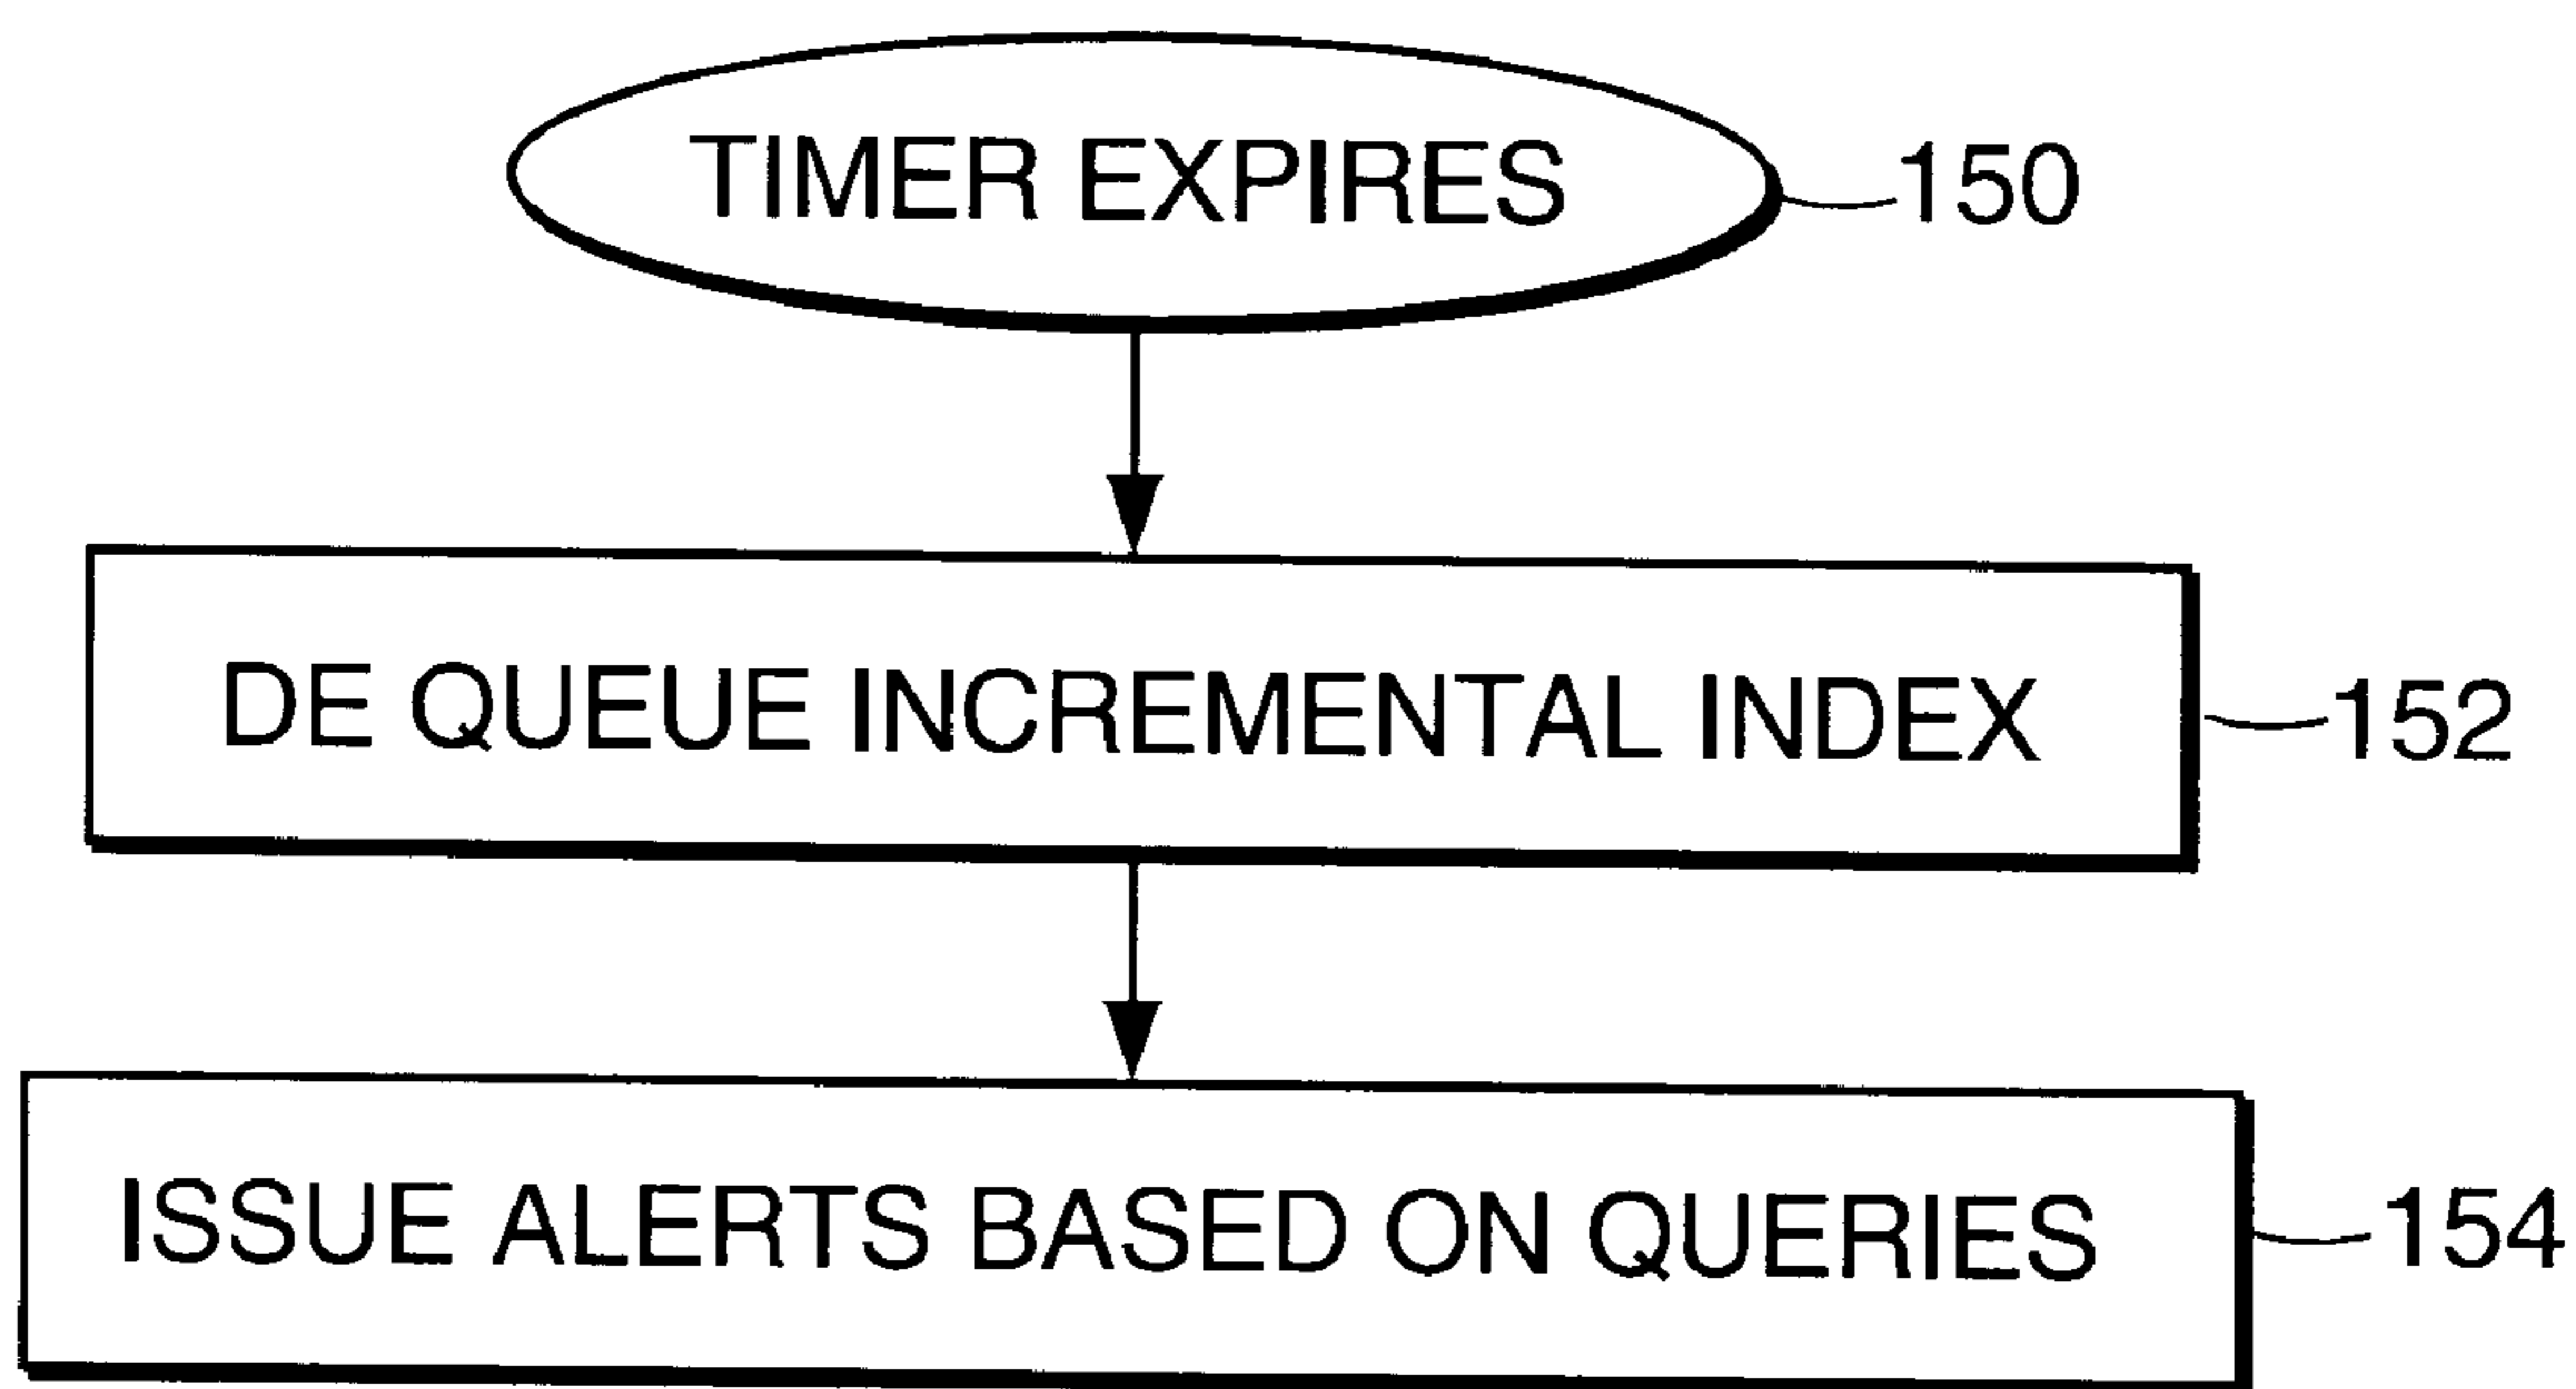 TIMER EXPIRES 150
DE QUEUE INCREMENTAL INDEX 152
ISSUE ALERTS BASED ON QUERIES 154